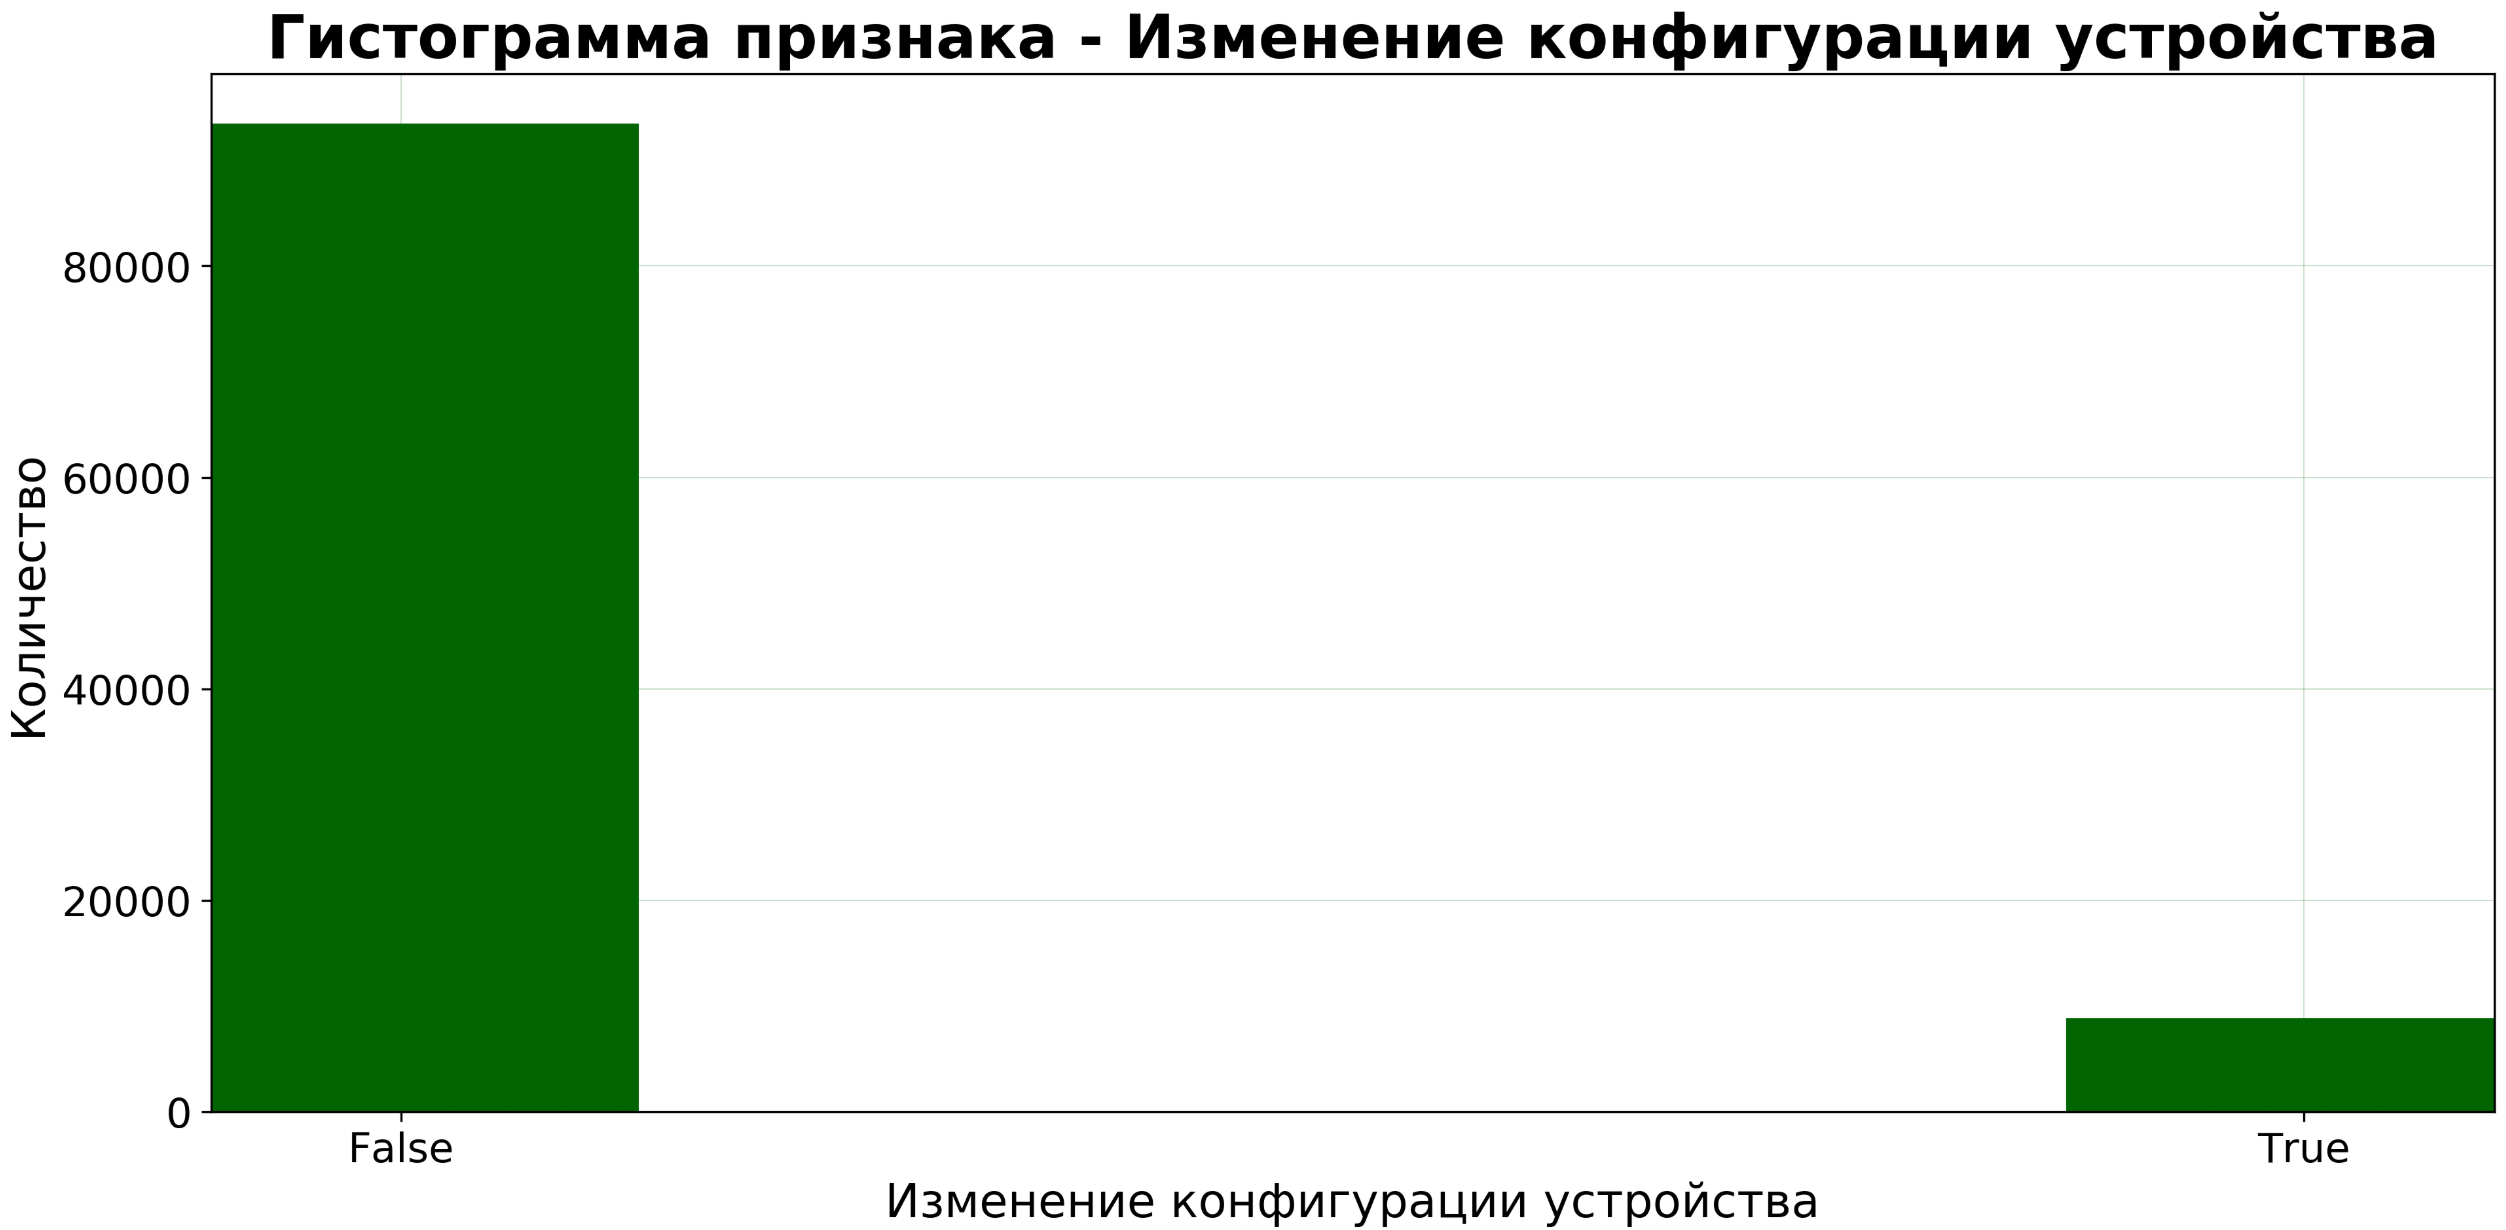 Гистограмма признака - Изменение конфигурации устройства
Количество
80000
60000
40000
20000
0
False
True
Изменение конфигурации устройства